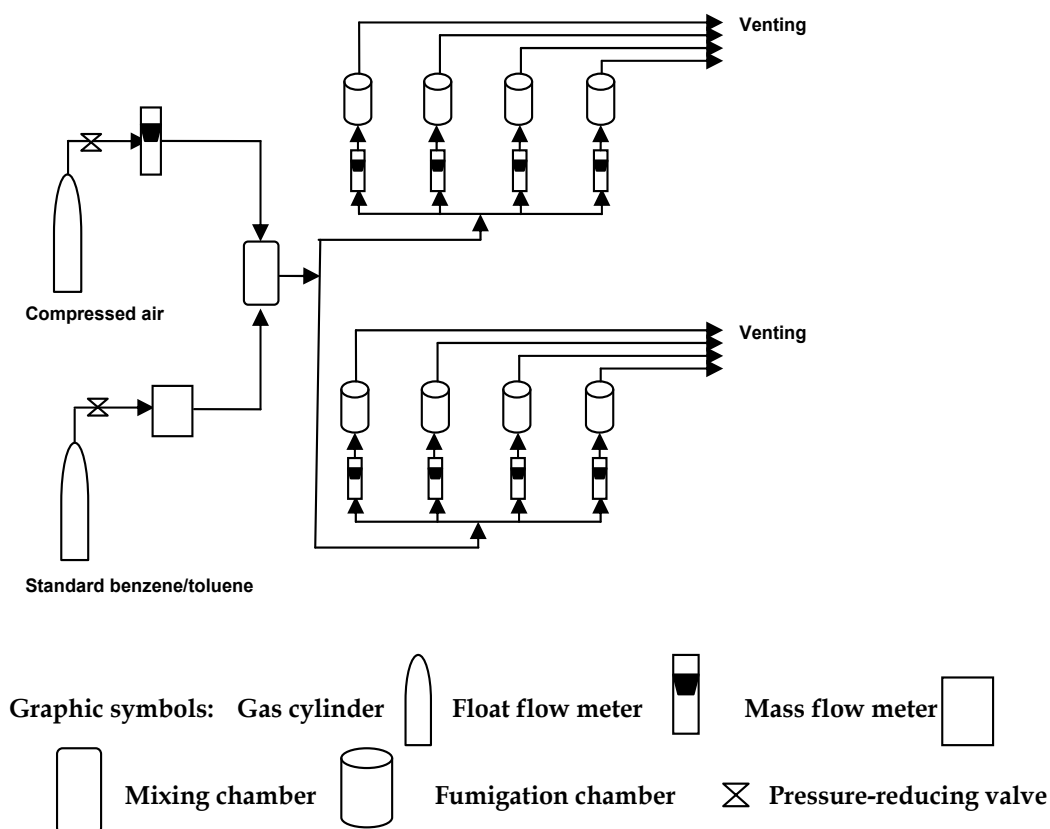 Venting
Compressed air
Venting
Standard benzene/toluene
Graphic symbols: Gas cylinder Float flow meter Mass flow meter
Mixing chamber Fumigation chamber Pressure-reducing valve